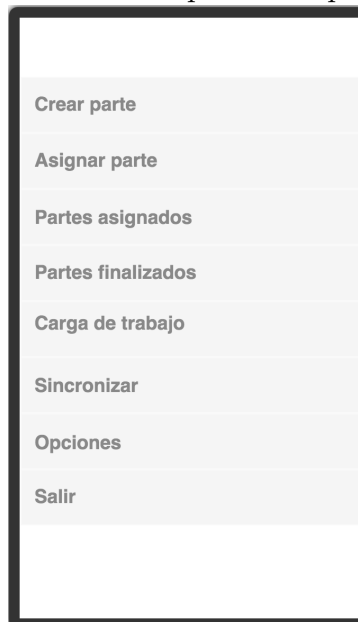 Crear parte
Asignar parte
Partes asignados
Partes finalizados
Carga de trabajo
Sincronizar
Opciones
Salir